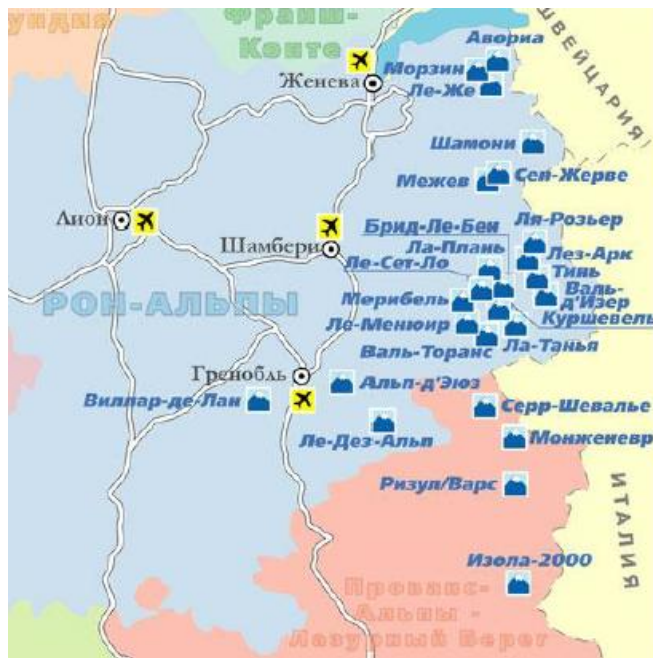 ундия
Франш-
Конте
ШВЕЙЦАРИЯ
Авориа
Морзин
Женева
Ле-Же
Шамони
Межев
Сен-Жерве
Лион
Брид-Ле-Бен
Ля-Розьер
Шамбери
Ла-Плань
Лез-Арк
Ле-Сет-Ло
Тинь
РОН-АЛЬПЫ
Мерибель
Валь-
д'Изер
Куршевель
Ле-Менюир
Валь-Торанс
Ла-Танья
Гренобль
Альп-д'Эюз
Виллар-де-Лан
Серр-Шевалье
Ле-Дез-Альп
Монженевр
Ризул/Варс
ИТАЛИЯ
Изола-2000
Прованс-
Альпы -
Лазурный Берег